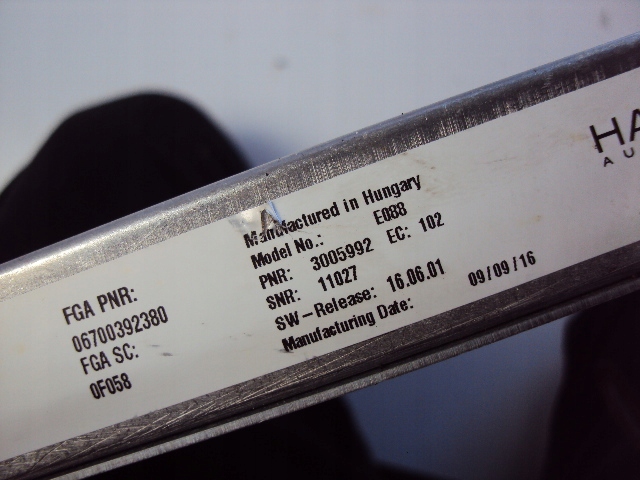 FGA PNR:
06700392380
FGA SC:
0F058
Manufactured in Hungary
Model No.: E088
PNR: 3005992 EC: 102
SNR: 11027
SW-Release: 16.06.01
Manufacturing Date: 09/09/16